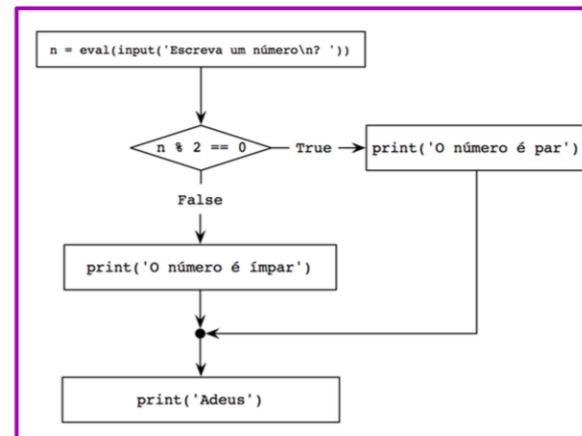 n = eval(input('Escreva um número\n? '))
n % 2 == 0
True
print('O número é par')
False
print('O número é ímpar')
print('Adeus')